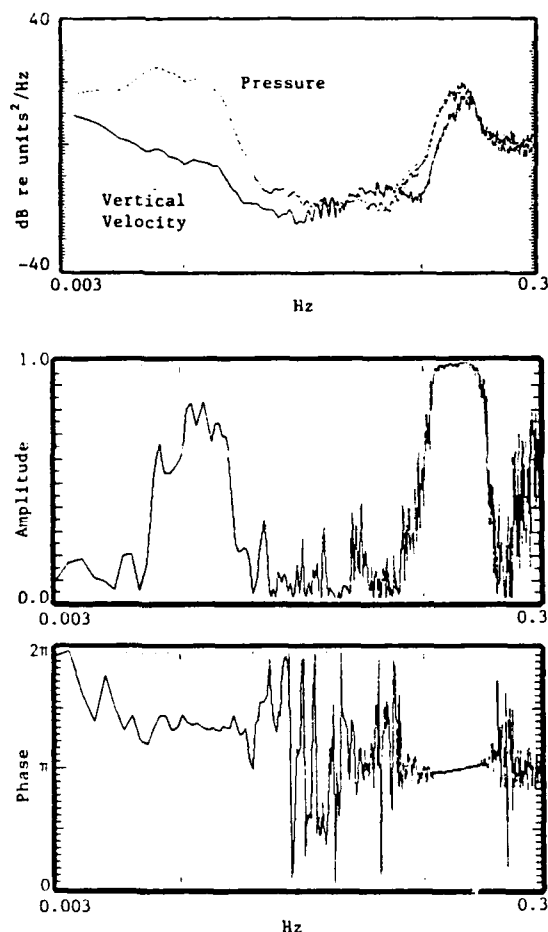 40
Pressure
dB re units²/Hz
Vertical
Velocity
-40
0.003
0.3
Hz
1.0
Amplitude
0.0
0.003
0.3
2π
π
Phase
0
0.003
0.3
Hz